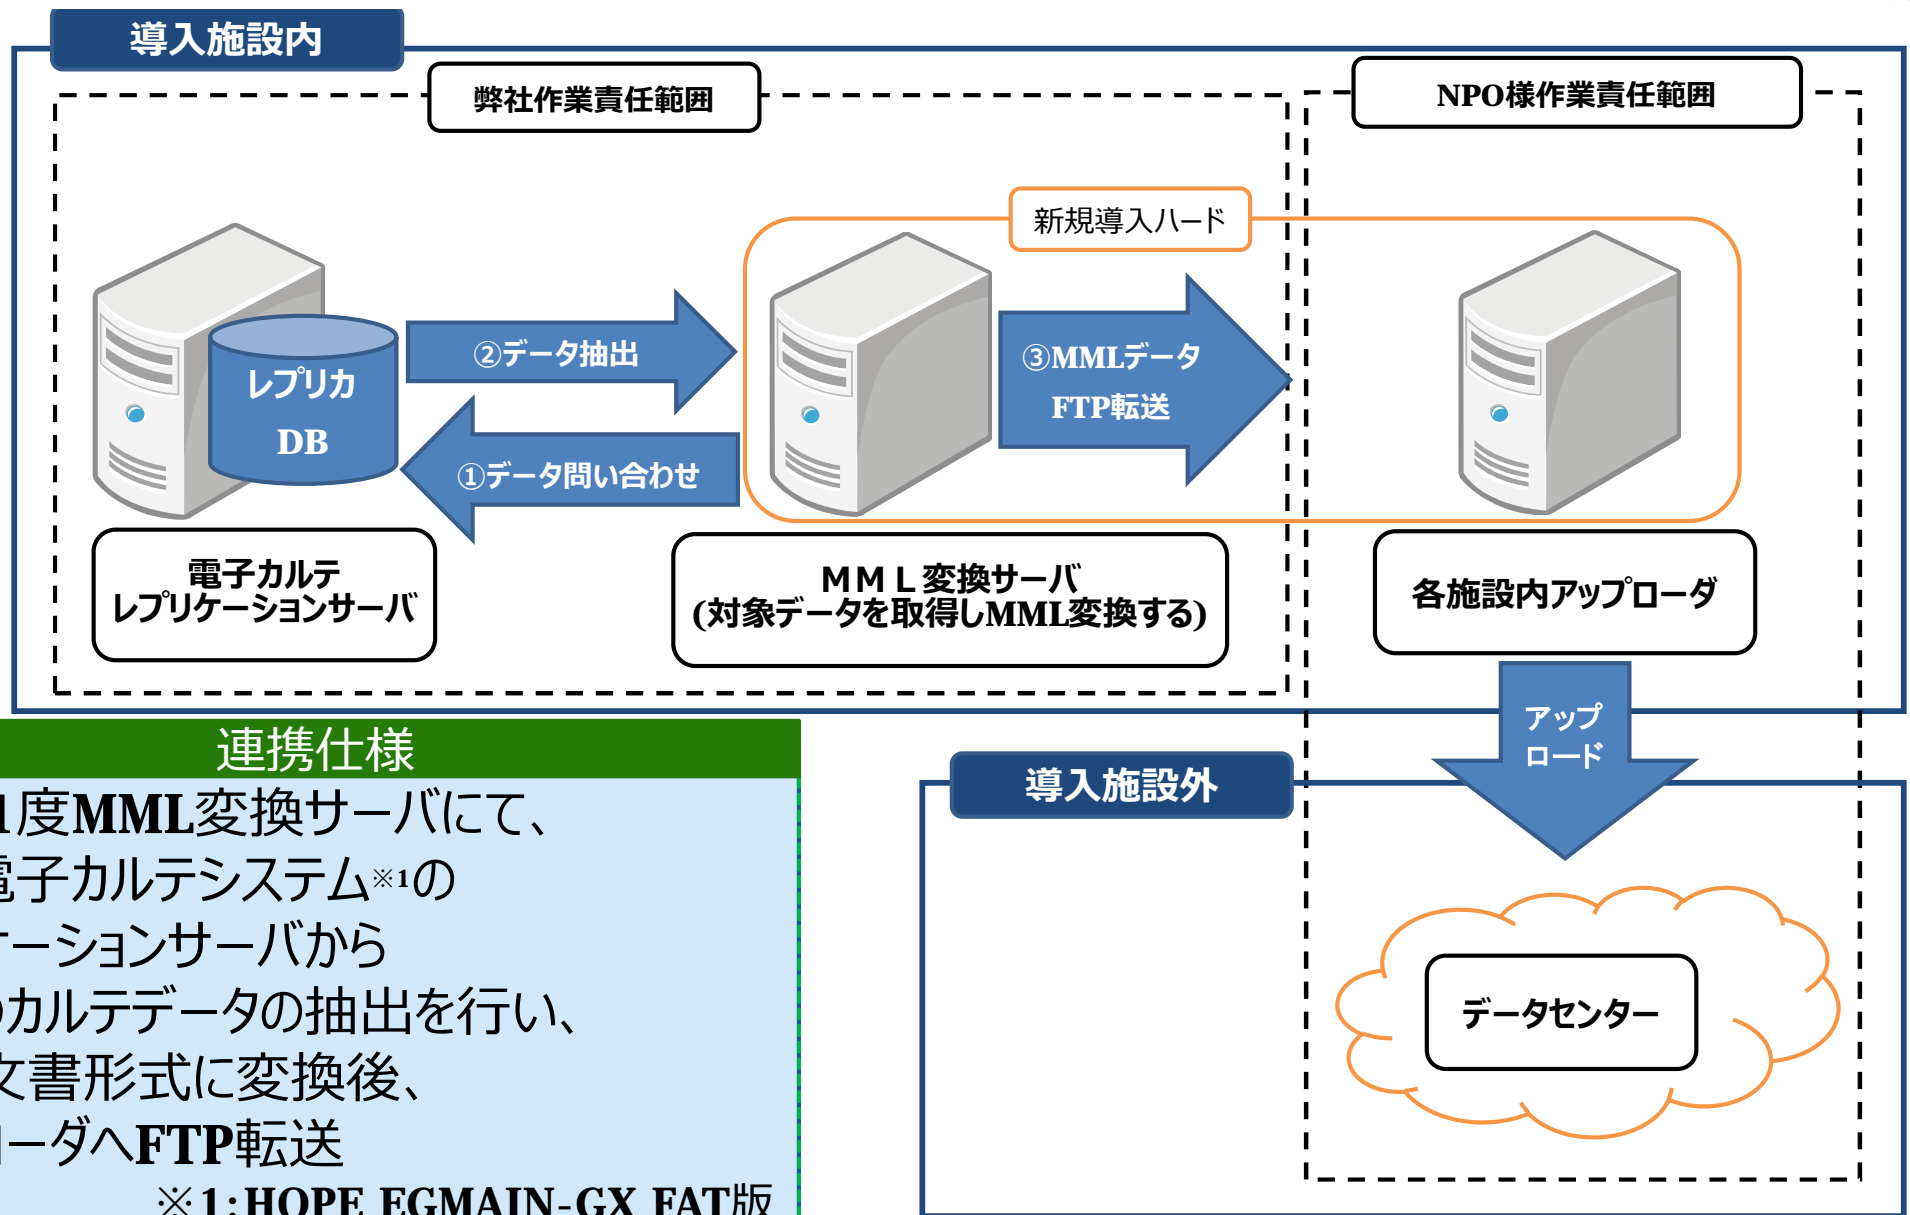 導入施設内
弊社作業責任範囲
NPO様作業責任範囲
新規導入ハード
レプリカ
DB
②データ抽出
①データ問い合わせ
③MMLデータ
FTP転送
電子カルテ
レプリケーションサーバ
ＭＭＬ変換サーバ
(対象データを取得しMML変換する)
各施設内アップローダ
アップ
ロード
連携仕様
1度MML変換サーバにて、
電子カルテシステム※1の
ーションサーバから
カルテデータの抽出を行い、
文書形式に変換後、
ーダへFTP転送
※1:HOPE EGMAIN-GX FAT版
導入施設外
データセンター